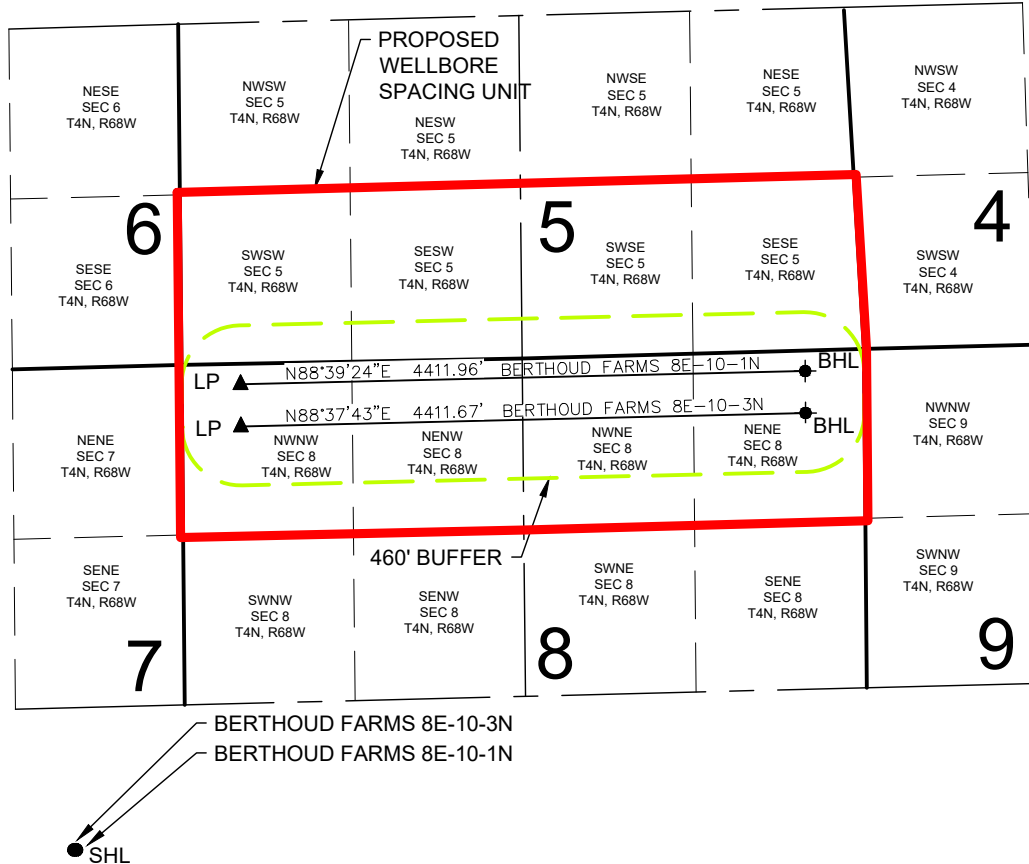 PROPOSED
WELLBORE
SPACING UNIT
NESE
SEC 6
T4N, R68W
NWSW
SEC 5
T4N, R68W
NESW
SEC 5
T4N, R68W
NWSE
SEC 5
T4N, R68W
NESE
SEC 5
T4N, R68W
NWSW
SEC 4
T4N, R68W
6
5
4
SESE
SEC 6
T4N, R68W
SWSW
SEC 5
T4N, R68W
SESW
SEC 5
T4N, R68W
SWSE
SEC 5
T4N, R68W
SESE
SEC 5
T4N, R68W
SWSW
SEC 4
T4N, R68W
LP
N88°39'24"E 4411.96' BERTHOUD FARMS 8E-10-1N
BHL
LP
N88°37'43"E 4411.67' BERTHOUD FARMS 8E-10-3N
BHL
NENE
SEC 7
T4N, R68W
NWNW
SEC 8
T4N, R68W
NENW
SEC 8
T4N, R68W
NWNE
SEC 8
T4N, R68W
NENE
SEC 8
T4N, R68W
NWNW
SEC 9
T4N, R68W
460' BUFFER
SENE
SEC 7
T4N, R68W
SWNW
SEC 8
T4N, R68W
SENW
SEC 8
T4N, R68W
SWNE
SEC 8
T4N, R68W
SENE
SEC 8
T4N, R68W
SWNW
SEC 9
T4N, R68W
7
8
9
BERTHOUD FARMS 8E-10-3N
BERTHOUD FARMS 8E-10-1N
SHL